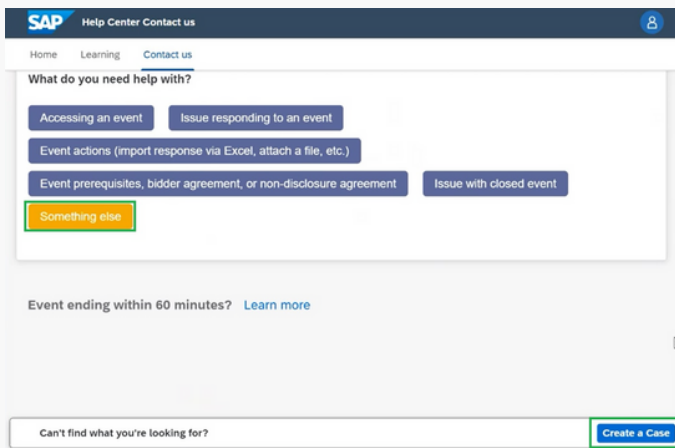 SAP Help Center Contact us
Home Learning Contact us
What do you need help with?
Accessing an event Issue responding to an event
Event actions (import response via Excel, attach a file, etc.)
Event prerequisites, bidder agreement, or non-disclosure agreement Issue with closed event
Something else
Event ending within 60 minutes? Learn more
Can't find what you're looking for? Create a Case